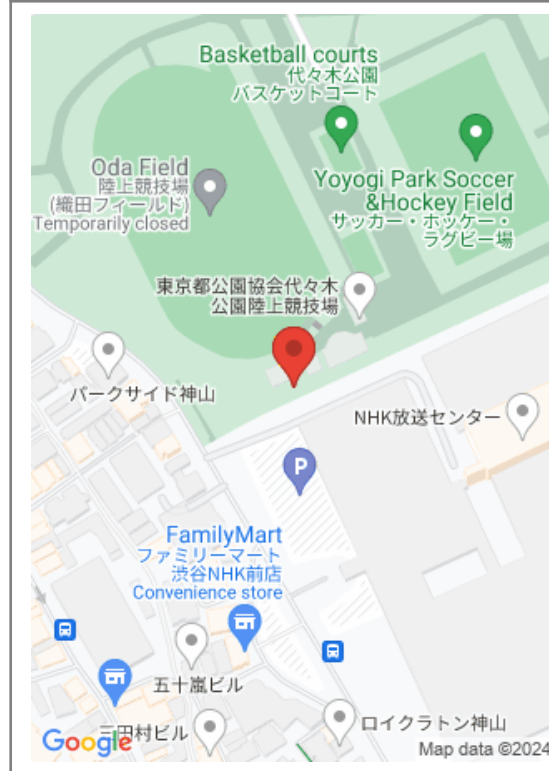 Basketball courts
代々木公園
バスケットコート
Oda Field
陸上競技場
(織田フィールド)
Temporarily closed
Yoyogi Park Soccer
&Hockey Field
サッカー・ホッケー・
ラグビー場
東京都公園協会代々木
公園陸上競技場
パークサイド神山
NHK放送センター
P
FamilyMart
ファミリーマート
渋谷NHK前店
Convenience store
五十嵐ビル
三田村ビル
ロイクラトン神山
Google
Map data ©2024